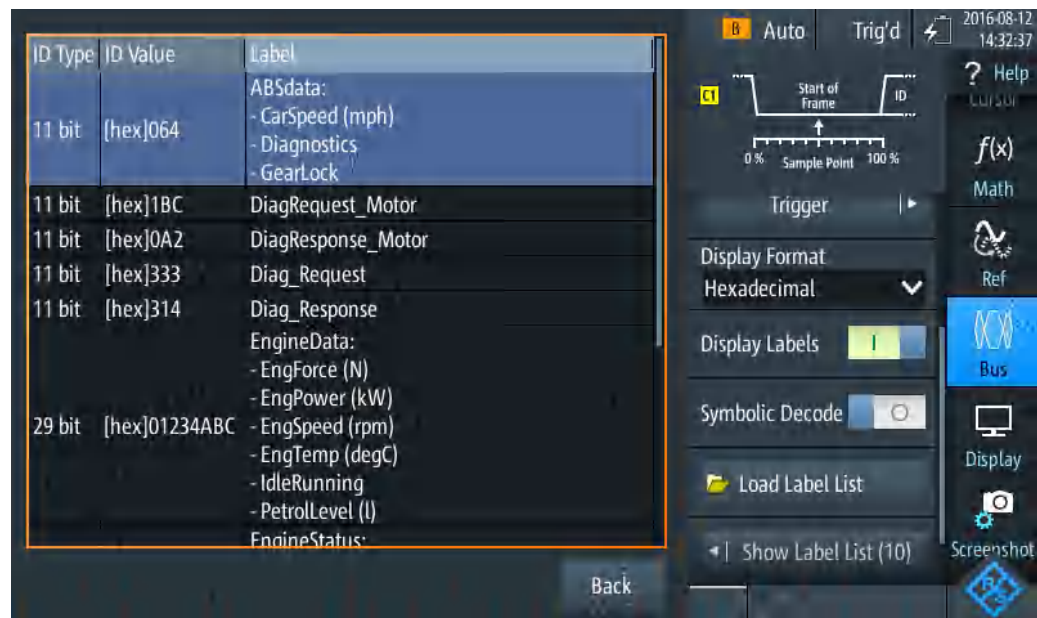 B Auto Trig'd 2016-08-12
14:32:37
ID Type ID Value Label
ABSdata:
- CarSpeed (mph)
11 bit [hex]064 - Diagnostics
- GearLock
11 bit [hex]1BC DiagRequest_Motor
11 bit [hex]0A2 DiagResponse_Motor
11 bit [hex]333 Diag_Request
11 bit [hex]314 Diag_Response
EngineData:
- EngForce (N)
- EngPower (kW)
29 bit [hex]01234ABC - EngSpeed (rpm)
- EngTemp (degC)
- IdleRunning
- PetrolLevel (l)
EngineStatus:
Back
C1 Start of
Frame ID
0 % Sample Point 100 %
Trigger
Display Format
Hexadecimal
Display Labels I
Symbolic Decode O
Load Label List
Show Label List (10)
? Help
Cursor
f(x)
Math
Ref
Bus
Display
Screenshot
R S